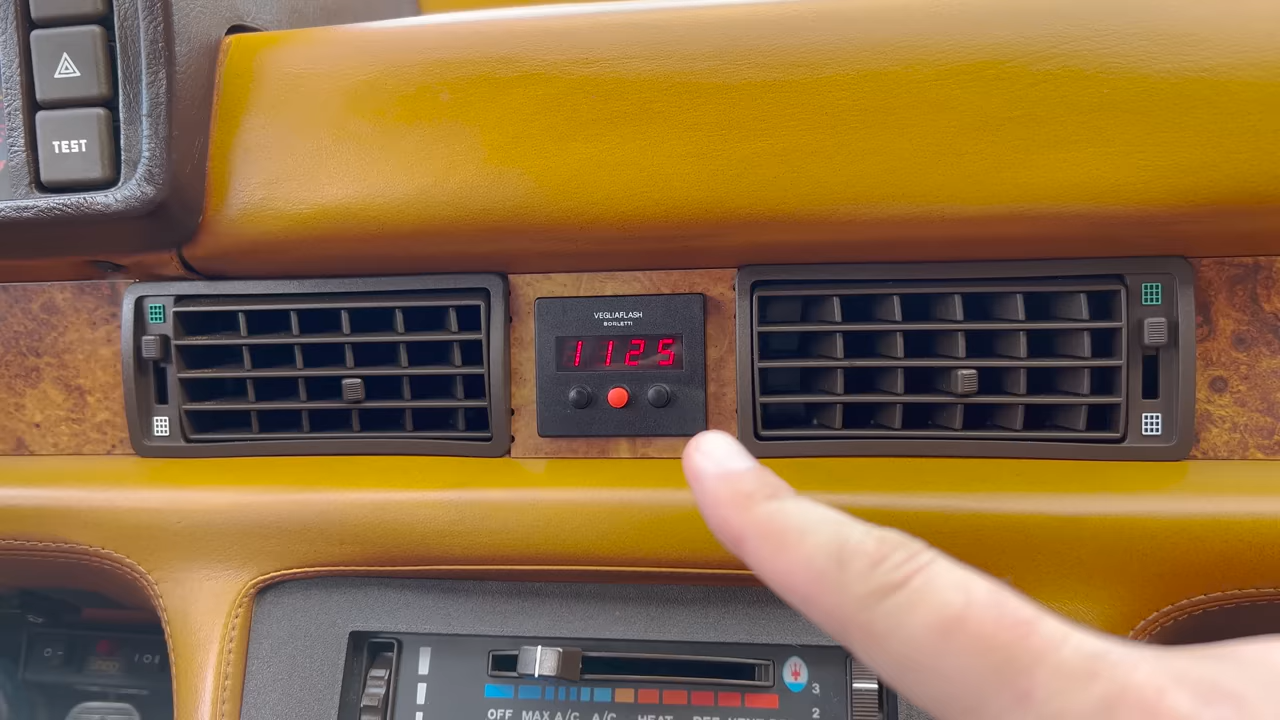 TEST
VEGLIAFLASH
BORLETTI
1125
3
2
OFF MAX A/C A/C HEAT